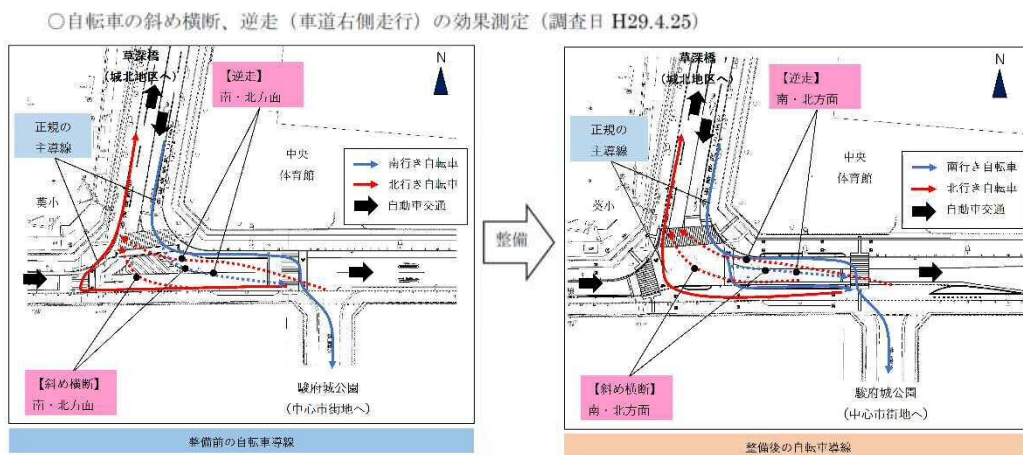 ○自転車の斜め横断、逆走（車道右側走行）の効果測定（調査日 H29.4.25）
草深橋
（城北地区へ）
【逆走】
南・北方面
N
正規の
主導線
中央
体育館
葵小
南行き自転車
北行き自転車
自動車交通
【斜め横断】
南・北方面
駿府城公園
（中心市街地へ）
整備前の自転車導線
整備
草深橋
（城北地区へ）
【逆走】
南・北方面
N
正規の
主導線
中央
体育館
葵小
南行き自転車
北行き自転車
自動車交通
【斜め横断】
南・北方面
駿府城公園
（中心市街地へ）
整備後の自転車導線